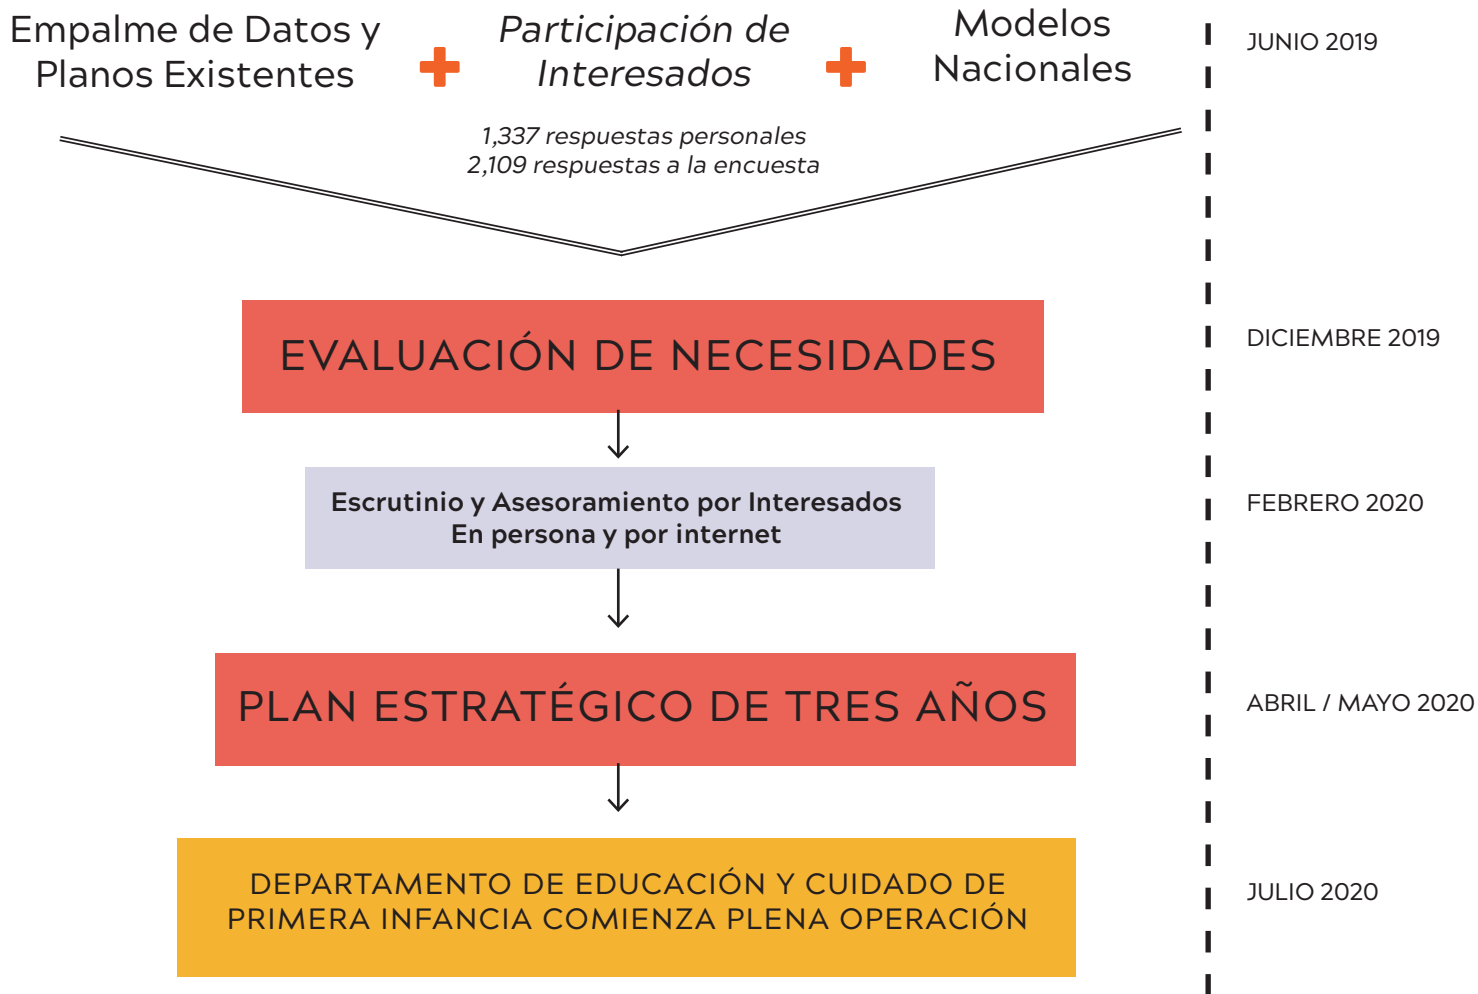 Empalme de Datos y
Planos Existentes
Participación de
Interesados
1,337 respuestas personales
2,109 respuestas a la encuesta
Modelos
Nacionales
JUNIO 2019
EVALUACIÓN DE NECESIDADES
DICIEMBRE 2019
Escrutinio y Asesoramiento por Interesados
En persona y por internet
FEBRERO 2020
PLAN ESTRATÉGICO DE TRES AÑOS
ABRIL / MAYO 2020
DEPARTAMENTO DE EDUCACIÓN Y CUIDADO DE
PRIMERA INFANCIA COMIENZA PLENA OPERACIÓN
JULIO 2020